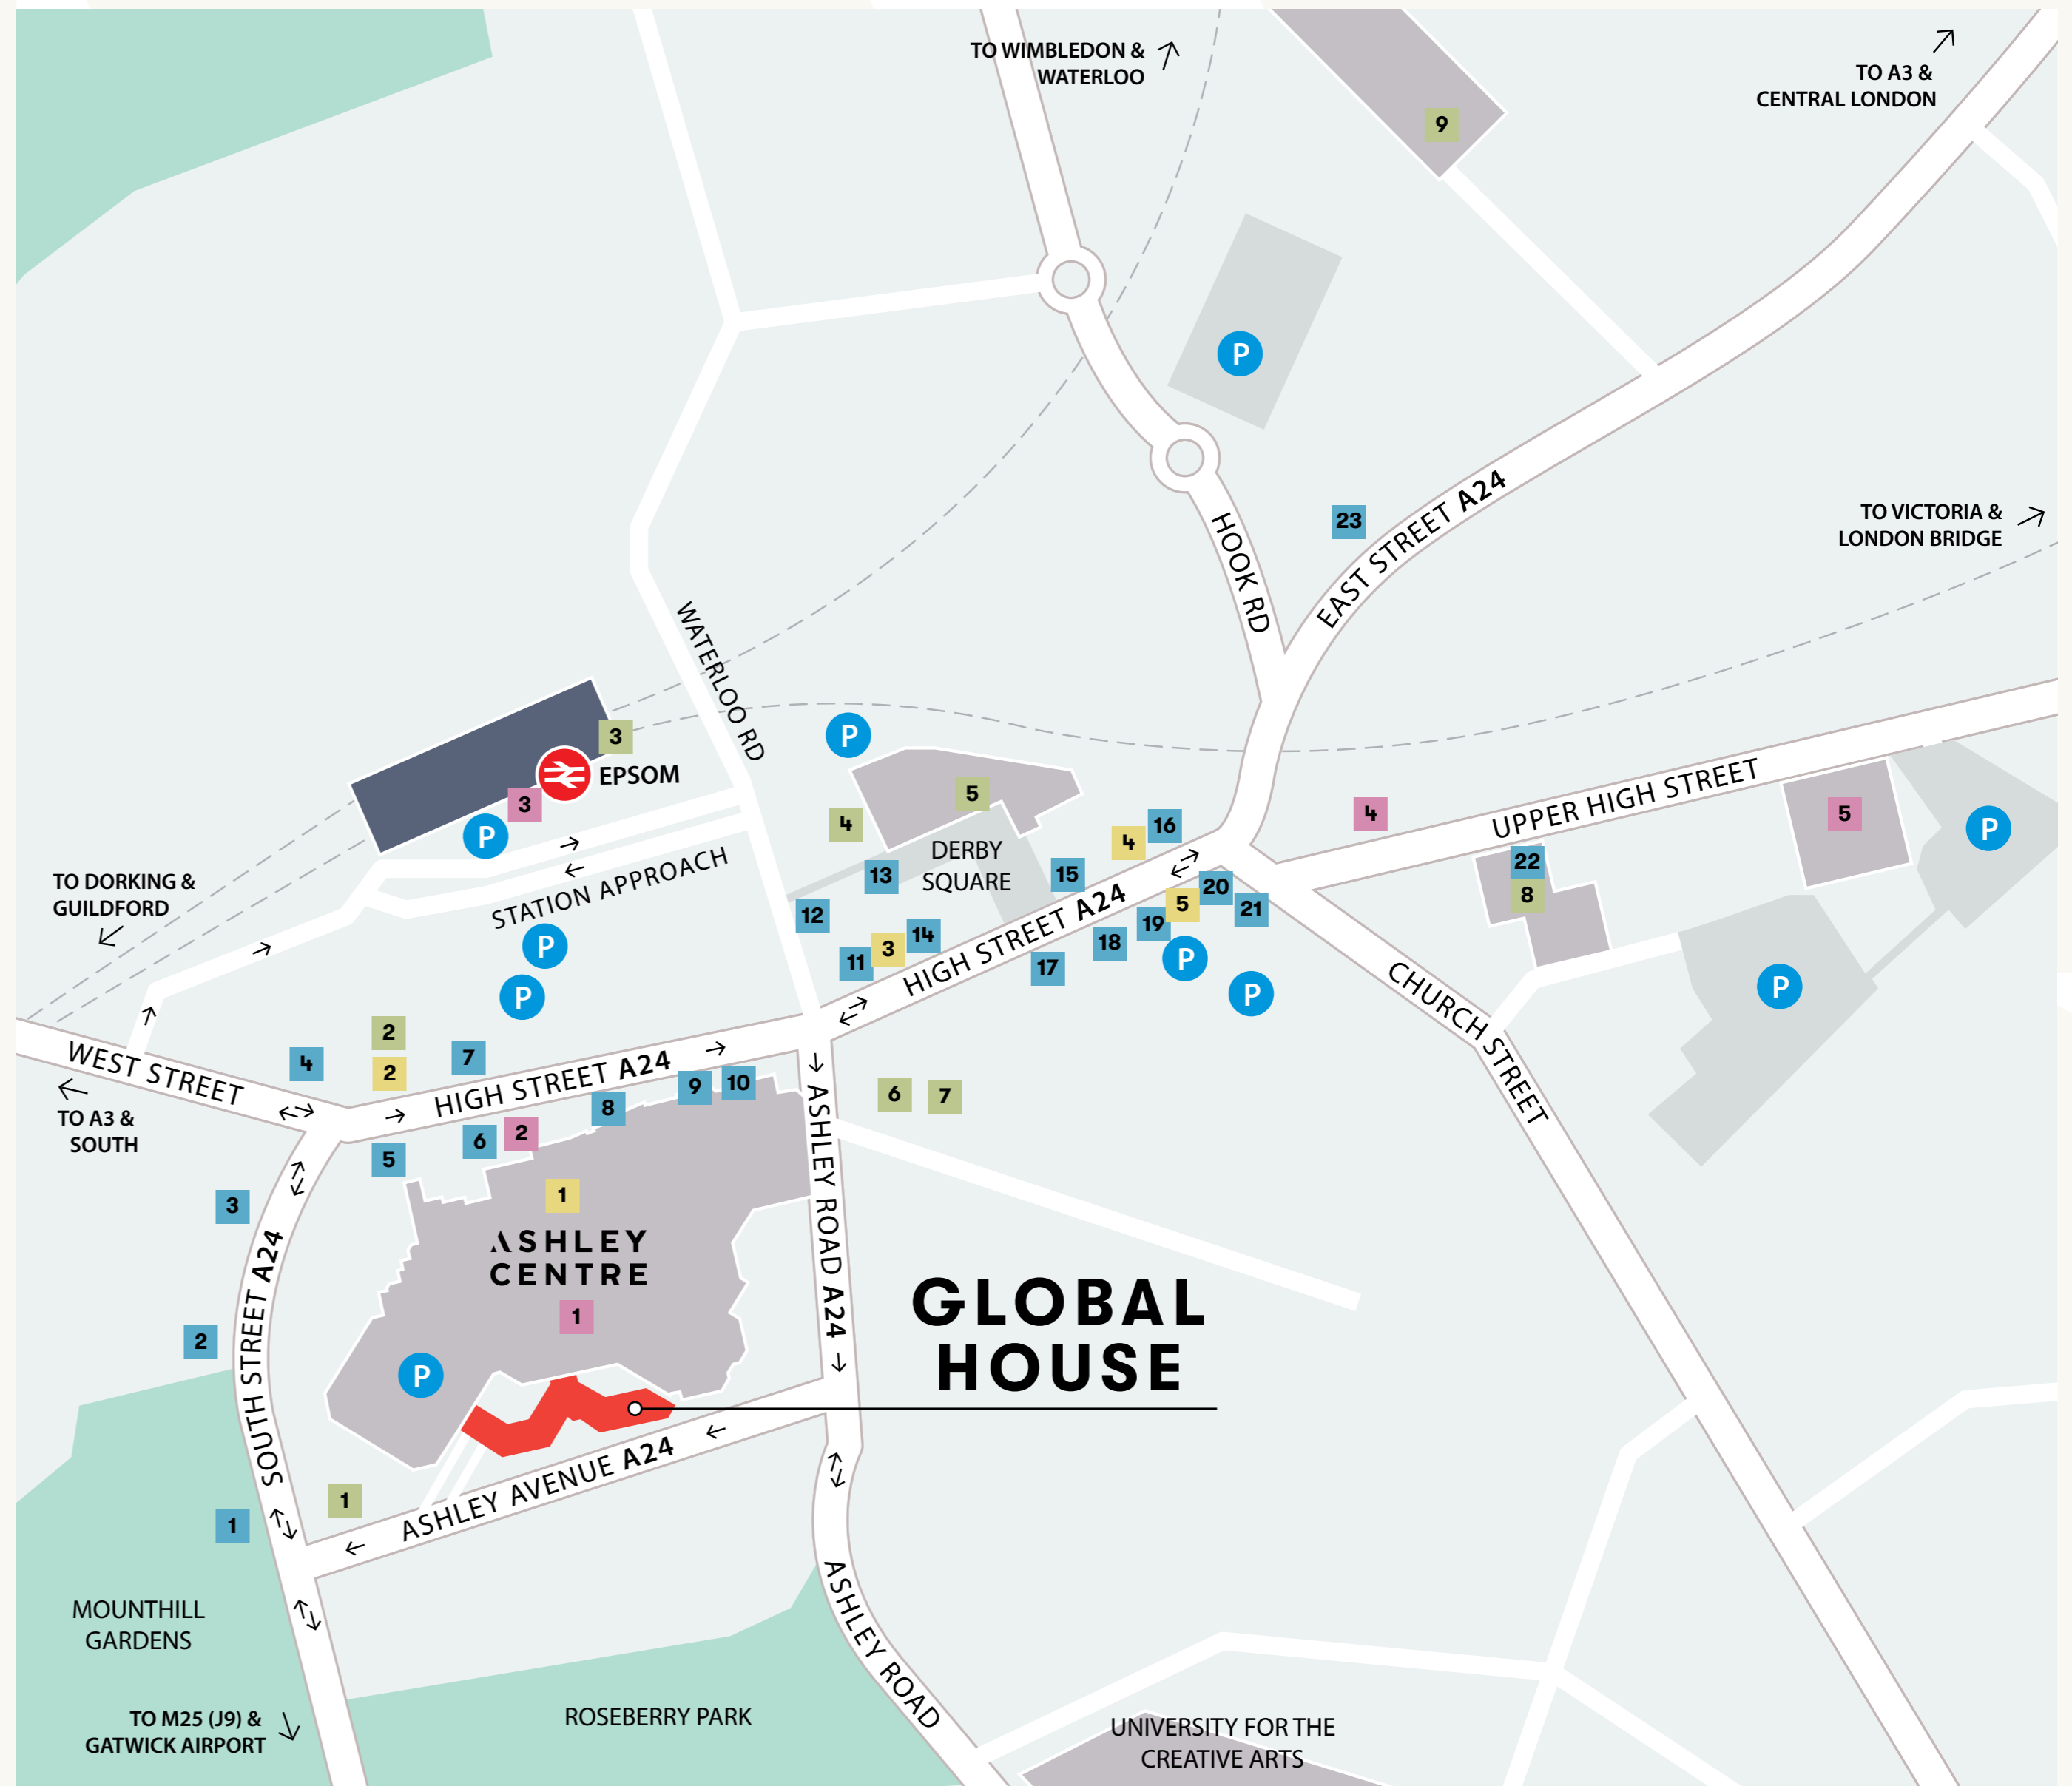 TO WIMBLEDON &
WATERLOO
TO A3 &
CENTRAL LONDON
9
P
HOOK RD
23
EAST STREET A24
TO VICTORIA &
LONDON BRIDGE
WATERLOO RD
3
EPSOM
3
P
P
5
4
DERBY
SQUARE
13
12
15
4
16
4
UPPER HIGH STREET
5
P
22
8
TO DORKING &
GUILDFORD
STATION APPROACH
P
P
11
3
14
HIGH STREET A24
17
18
19
5
20
21
P
P
CHURCH STREET
P
WEST STREET
TO A3 &
SOUTH
4
2
2
7
HIGH STREET A24
9
10
8
6
2
5
6
7
ASHLEY ROAD A24
3
1
ASHLEY
CENTRE
1
SOUTH STREET A24
2
P
GLOBAL
HOUSE
1
1
ASHLEY AVENUE A24
MOUNTHILL
GARDENS
ASHLEY ROAD
TO M25 (J9) &
GATWICK AIRPORT
ROSEBERRY PARK
UNIVERSITY FOR THE
CREATIVE ARTS